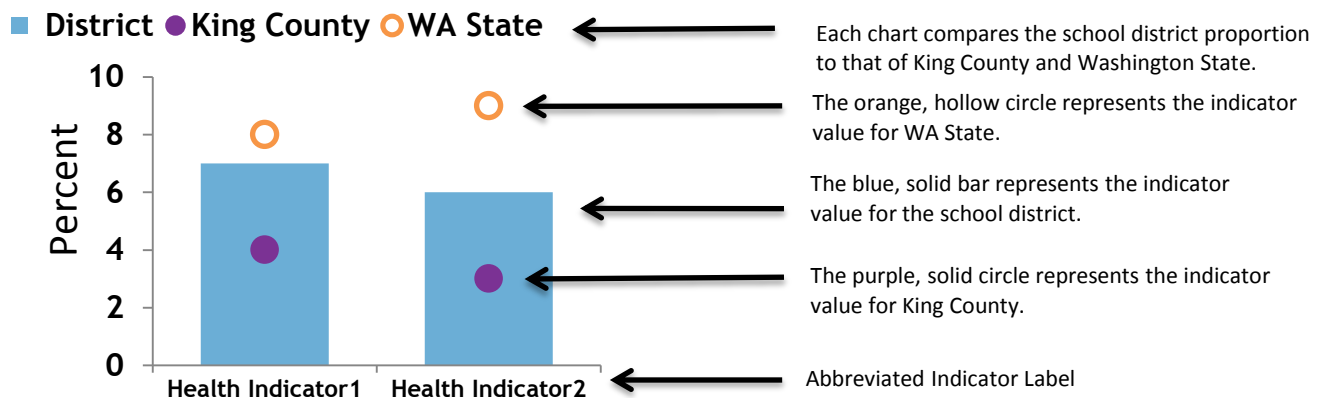 District King County WA State
Each chart compares the school district proportion
to that of King County and Washington State.
10
8
6
4
2
0
Percent
The orange, hollow circle represents the indicator
value for WA State.
The blue, solid bar represents the indicator
value for the school district.
The purple, solid circle represents the indicator
value for King County.
Health Indicator1 Health Indicator2
Abbreviated Indicator Label